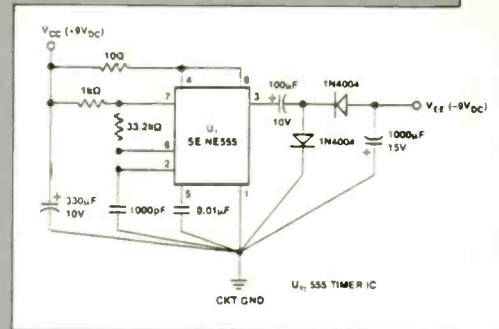 VCC (+9VDC)
10Ω
1kΩ
33.2kΩ
4
8
7
3
6
2
5
1
U1
SE NE555
100μF
10V
1N4004
1N4004
VEE (-9VDC)
1000μF
15V
330μF
10V
1000pF
0.01μF
CKT GND
U1, 555 TIMER IC